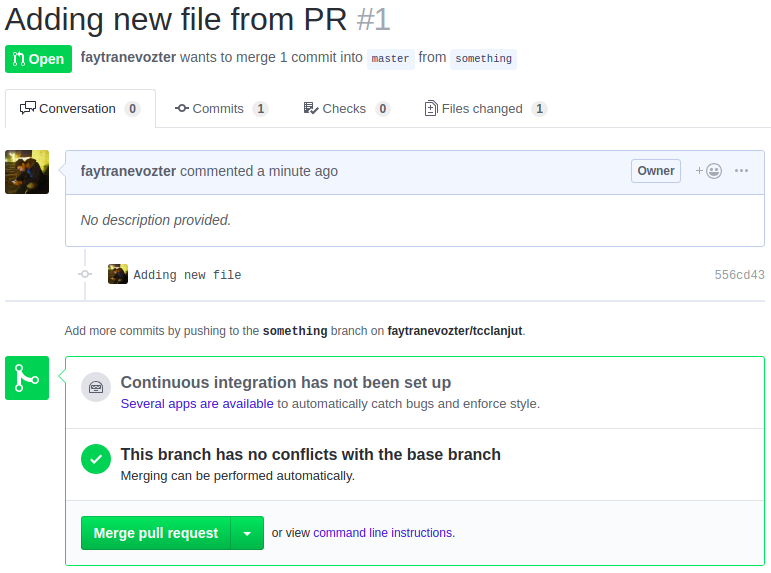 Adding new file from PR #1
Open faytranevozter wants to merge 1 commit into master from something
Conversation 0 Commits 1 Checks 0 Files changed 1
faytranevozter commented a minute ago Owner + ...
No description provided.
Adding new file 556cd43
Add more commits by pushing to the something branch on faytranevozter/tcclanjut.
Continuous integration has not been set up
Several apps are available to automatically catch bugs and enforce style.
This branch has no conflicts with the base branch
Merging can be performed automatically.
Merge pull request or view command line instructions.